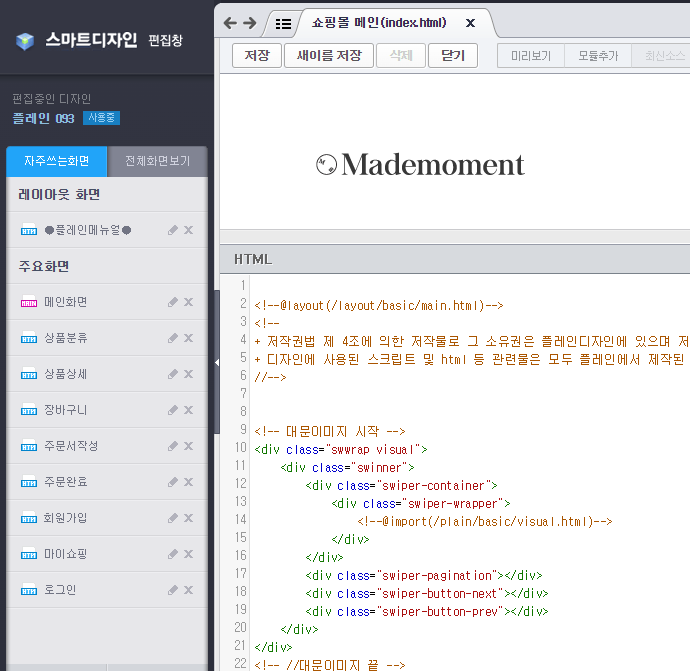 스마트디자인 편집창
편집중인 디자인
플레인 093 사용중
자주쓰는화면 전체화면보기
레이아웃 화면
●플레인메뉴얼●
주요화면
메인화면
상품분류
상품상세
장바구니
주문서작성
주문완료
회원가입
마이쇼핑
로그인
쇼핑몰 메인(index.html) X
저장 새이름 저장 삭제 닫기 미리보기 모듈추가 최신소스
Mademoment
HTML
1
2 <!--@layout(/layout/basic/main.html)-->
3 <!--
4 + 저작권법 제 4조에 의한 저작물로 그 소유권은 플레인디자인에 있으며 저
5 + 디자인에 사용된 스크립트 및 html 등 관련물은 모두 플레인에서 제작된
6 //-->
7
8
9 <!-- 대문이미지 시작 -->
10 <div class="swwrap visual">
11 <div class="swinner">
12 <div class="swiper-container">
13 <div class="swiper-wrapper">
14 <!--@import(/plain/basic/visual.html)-->
15 </div>
16 </div>
17 <div class="swiper-pagination"></div>
18 <div class="swiper-button-next"></div>
19 <div class="swiper-button-prev"></div>
20 </div>
21 </div>
22 <!-- //대문이미지 끝 -->